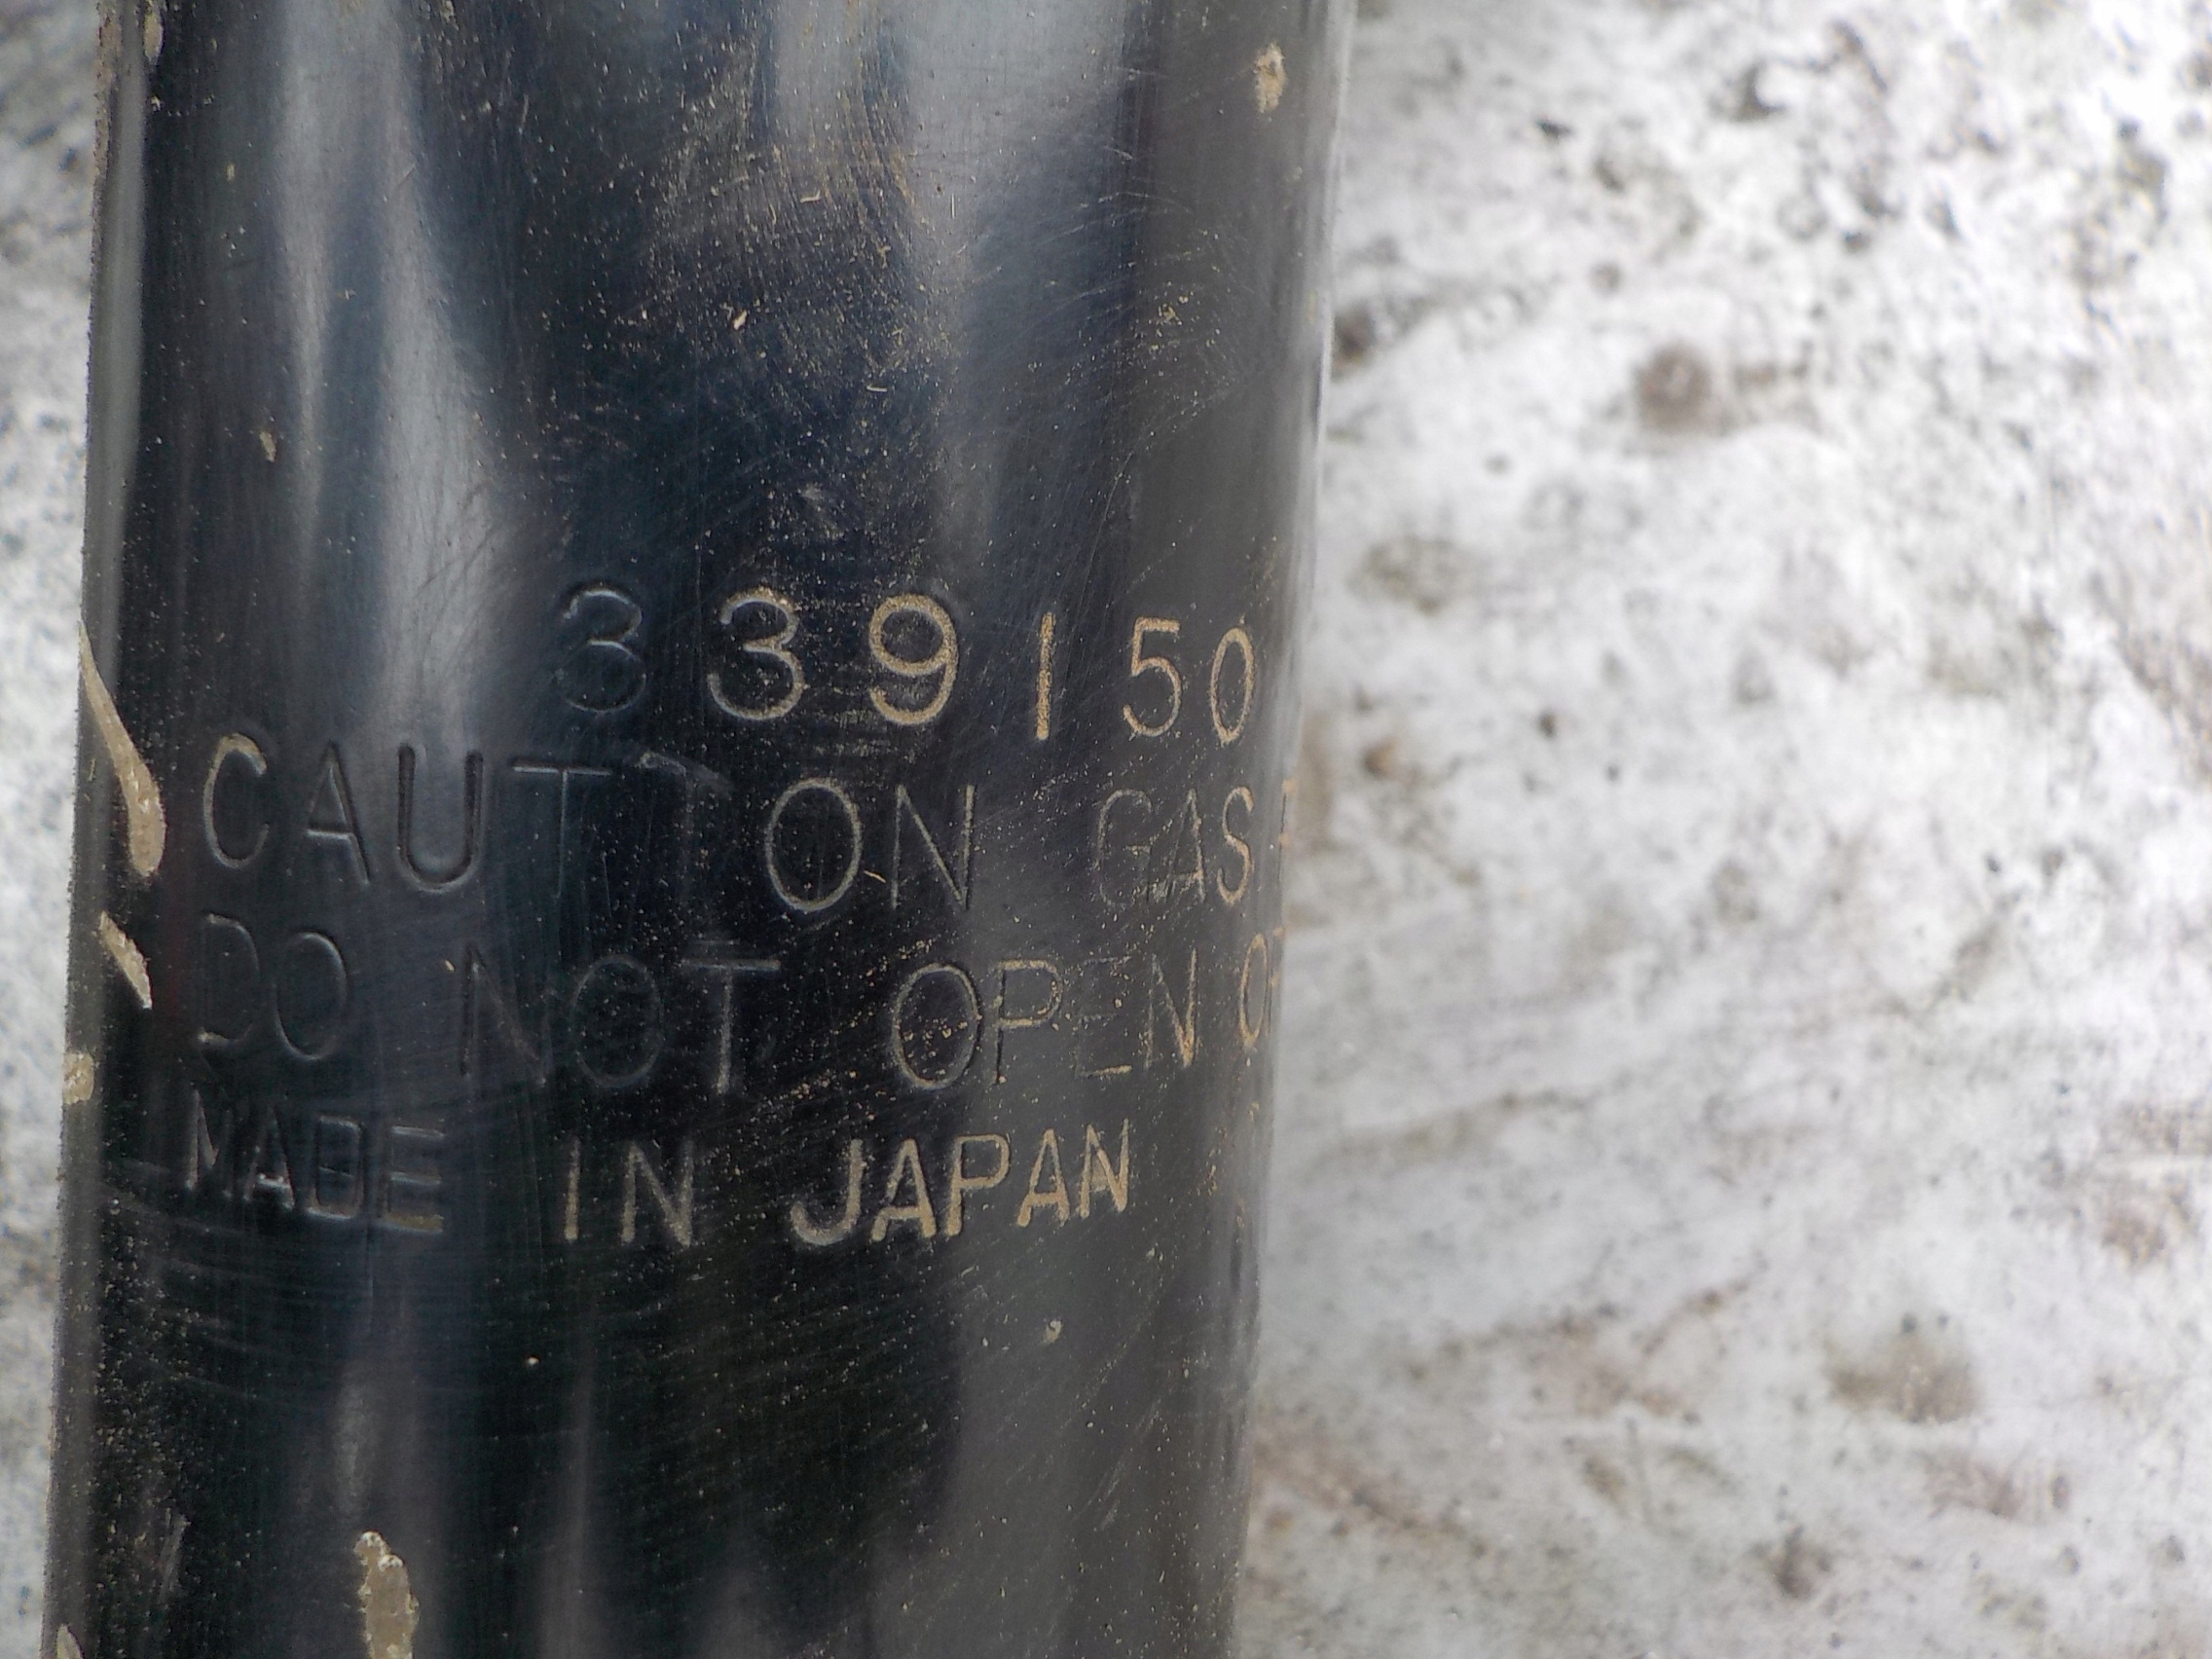 339150
CAUTION GAS
DO NOT OPEN
MADE IN JAPAN